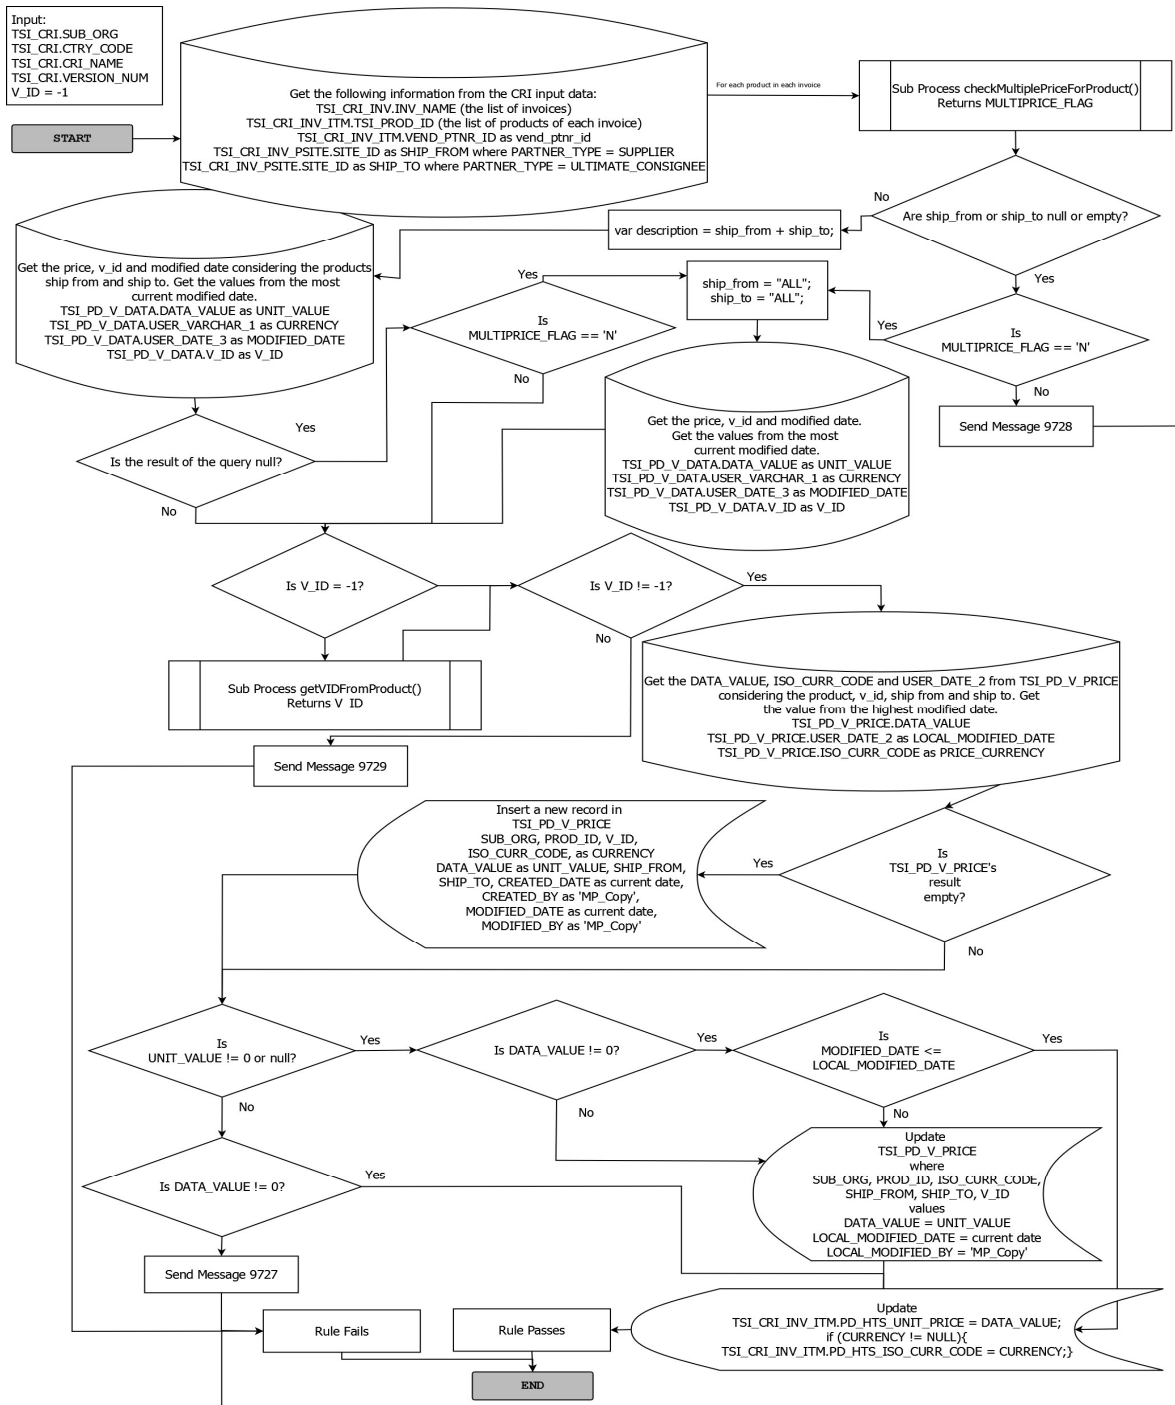 Input:
TSI_CRI.SUB_ORG
TSI_CRI.CTRY_CODE
TSI_CRI.CRI_NAME
TSI_CRI.VERSION_NUM
V_ID = -1
START
Get the following information from the CRI input data:
TSI_CRI_INV.INV_NAME (the list of invoices)
TSI_CRI_INV_ITM.TSI_PROD_ID (the list of products of each invoice)
TSI_CRI_INV_ITM.VEND_PTNR_ID as vend_ptnr_id
TSI_CRI_INV_PSITE.SITE_ID as SHIP_FROM where PARTNER_TYPE = SUPPLIER
TSI_CRI_INV_PSITE.SITE_ID as SHIP_TO where PARTNER_TYPE = ULTIMATE_CONSIGNEE
For each product in each invoice
Sub Process checkMultiplePriceForProduct()
Returns MULTIPRICE_FLAG
No
Are ship_from or ship_to null or empty?
Yes
var description = ship_from + ship_to;
Get the price, v_id and modified date considering the products
ship from and ship to. Get the values from the most
current modified date.
TSI_PD_V_DATA.DATA_VALUE as UNIT_VALUE
TSI_PD_V_DATA.USER_VARCHAR_1 as CURRENCY
TSI_PD_V_DATA.USER_DATE_3 as MODIFIED_DATE
TSI_PD_V_DATA.V_ID as V_ID
Yes
Is
MULTIPRICE_FLAG == 'N'
No
ship_from = "ALL";
ship_to = "ALL";
Yes
Is
MULTIPRICE_FLAG == 'N'
No
Send Message 9728
Get the price, v_id and modified date.
Get the values from the most
current modified date.
TSI_PD_V_DATA.DATA_VALUE as UNIT_VALUE
TSI_PD_V_DATA.USER_VARCHAR_1 as CURRENCY
TSI_PD_V_DATA.USER_DATE_3 as MODIFIED_DATE
TSI_PD_V_DATA.V_ID as V_ID
Yes
Is the result of the query null?
No
Is V_ID = -1?
Is V_ID != -1?
Yes
No
Sub Process getVIDFromProduct()
Returns V_ID
Send Message 9729
Get the DATA_VALUE, ISO_CURR_CODE and USER_DATE_2 from TSI_PD_V_PRICE
considering the product, v_id, ship from and ship to. Get
the value from the highest modified date.
TSI_PD_V_PRICE.DATA_VALUE
TSI_PD_V_PRICE.USER_DATE_2 as LOCAL_MODIFIED_DATE
TSI_PD_V_PRICE.ISO_CURR_CODE as PRICE_CURRENCY
Insert a new record in
TSI_PD_V_PRICE
SUB_ORG, PROD_ID, V_ID,
ISO_CURR_CODE, as CURRENCY
DATA_VALUE as UNIT_VALUE, SHIP_FROM,
SHIP_TO, CREATED_DATE as current date,
CREATED_BY as 'MP_Copy',
MODIFIED_DATE as current date,
MODIFIED_BY as 'MP_Copy'
Yes
Is
TSI_PD_V_PRICE's
result
empty?
No
Is
UNIT_VALUE != 0 or null?
Yes
No
Is DATA_VALUE != 0?
Yes
No
Is
MODIFIED_DATE <=
LOCAL_MODIFIED_DATE
Yes
No
Is DATA_VALUE != 0?
Yes
Update
TSI_PD_V_PRICE
where
SUB_ORG, PROD_ID, ISO_CURR_CODE,
SHIP_FROM, SHIP_TO, V_ID
values
DATA_VALUE = UNIT_VALUE
LOCAL_MODIFIED_DATE = current date
LOCAL_MODIFIED_BY = 'MP_Copy'
Send Message 9727
Rule Fails
Rule Passes
Update
TSI_CRI_INV_ITM.PD_HTS_UNIT_PRICE = DATA_VALUE;
if (CURRENCY != NULL){
TSI_CRI_INV_ITM.PD_HTS_ISO_CURR_CODE = CURRENCY;}
END